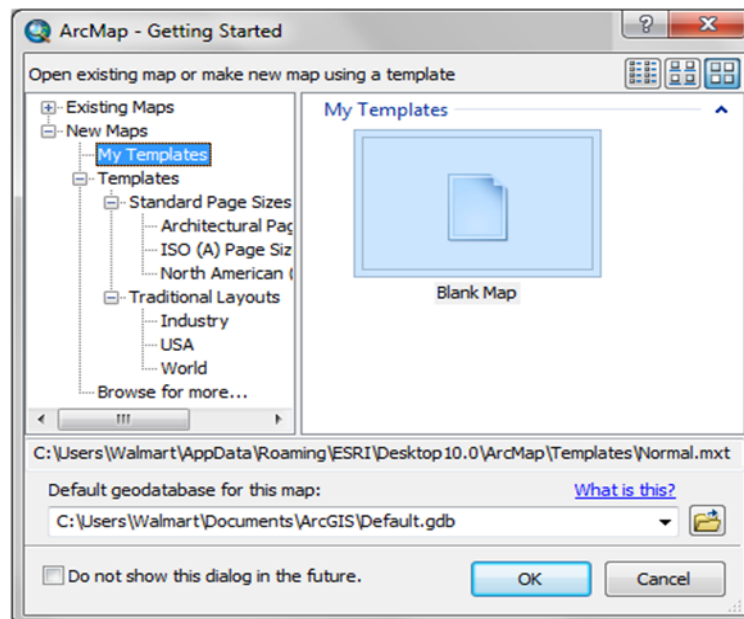 ArcMap - Getting Started
Open existing map or make new map using a template
Existing Maps
New Maps
My Templates
Templates
Standard Page Sizes
Architectural Pag
ISO (A) Page Siz
North American (
Traditional Layouts
Industry
USA
World
Browse for more...
My Templates
Blank Map
C:\Users\Walmart\AppData\Roaming\ESRI\Desktop10.0\ArcMap\Templates\Normal.mxt
Default geodatabase for this map:
What is this?
C:\Users\Walmart\Documents\ArcGIS\Default.gdb
Do not show this dialog in the future.
OK
Cancel